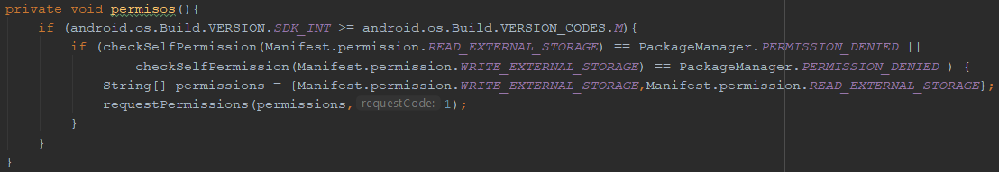 private void permisos(){
if (android.os.Build.VERSION.SDK_INT >= android.os.Build.VERSION_CODES.M){
if (checkSelfPermission(Manifest.permission.READ_EXTERNAL_STORAGE) == PackageManager.PERMISSION_DENIED ||
checkSelfPermission(Manifest.permission.WRITE_EXTERNAL_STORAGE) == PackageManager.PERMISSION_DENIED ) {
String[] permissions = {Manifest.permission.WRITE_EXTERNAL_STORAGE,Manifest.permission.READ_EXTERNAL_STORAGE};
requestPermissions(permissions, requestCode: 1);
}
}
}